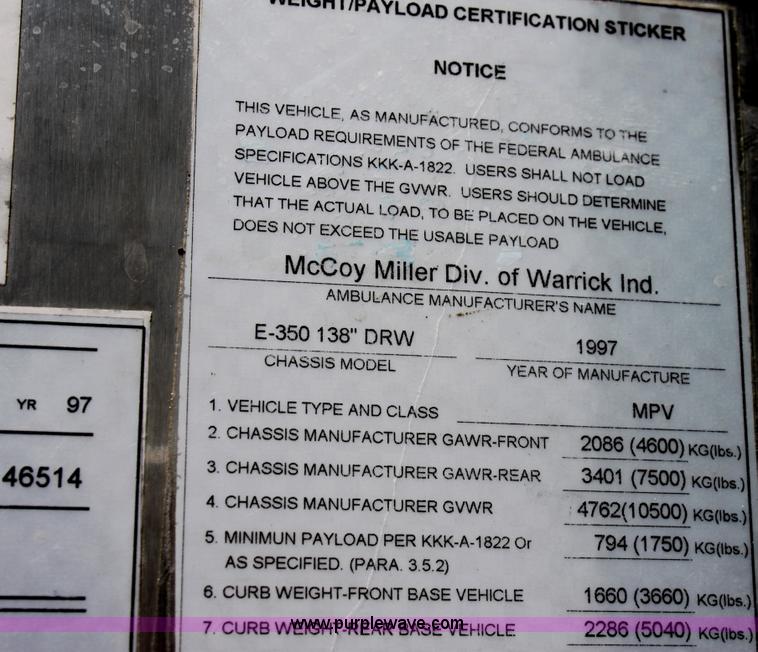 WEIGHT/PAYLOAD CERTIFICATION STICKER
NOTICE
THIS VEHICLE, AS MANUFACTURED, CONFORMS TO THE
PAYLOAD REQUIREMENTS OF THE FEDERAL AMBULANCE
SPECIFICATIONS KKK-A-1822. USERS SHALL NOT LOAD
VEHICLE ABOVE THE GVWR. USERS SHOULD DETERMINE
THAT THE ACTUAL LOAD, TO BE PLACED ON THE VEHICLE,
DOES NOT EXCEED THE USABLE PAYLOAD
McCoy Miller Div. of Warrick Ind.
AMBULANCE MANUFACTURER'S NAME
E-350 138" DRW 1997
CHASSIS MODEL YEAR OF MANUFACTURE
1. VEHICLE TYPE AND CLASS MPV
2. CHASSIS MANUFACTURER GAWR-FRONT 2086 (4600) KG(lbs.)
3. CHASSIS MANUFACTURER GAWR-REAR 3401 (7500) KG(lbs.)
4. CHASSIS MANUFACTURER GVWR 4762(10500) KG(lbs.)
5. MINIMUN PAYLOAD PER KKK-A-1822 Or 794 (1750) KG(lbs.)
AS SPECIFIED. (PARA. 3.5.2)
6. CURB WEIGHT-FRONT BASE VEHICLE 1660 (3660) KG(lbs.)
7. CURB WEIGHT-REAR BASE VEHICLE 2286 (5040) KG(lbs.)
YR 97
46514
www.purplewave.com